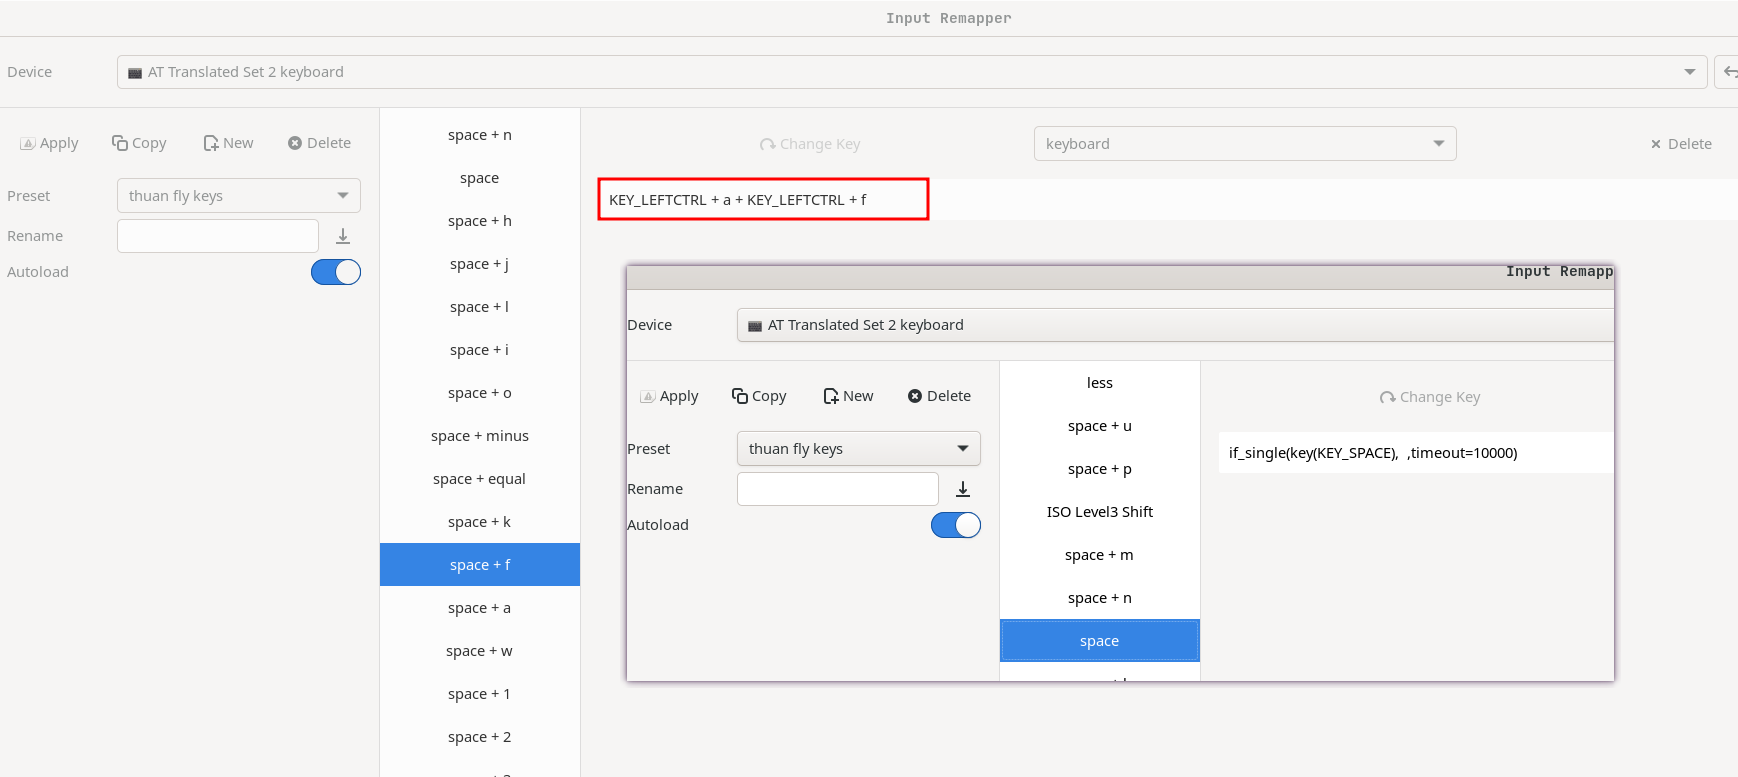 Input Remapper
Device
AT Translated Set 2 keyboard
Apply
Copy
New
Delete
Preset
thuan fly keys
Rename
Autoload
space + n
space
space + h
space + j
space + l
space + i
space + o
space + minus
space + equal
space + k
space + f
space + a
space + w
space + 1
space + 2
Change Key
keyboard
Delete
KEY_LEFTCTRL + a + KEY_LEFTCTRL + f
Input Remapp
Device
AT Translated Set 2 keyboard
Apply
Copy
New
Delete
Preset
thuan fly keys
Rename
Autoload
less
space + u
space + p
ISO Level3 Shift
space + m
space + n
space
Change Key
if_single(key(KEY_SPACE),  ,timeout=10000)